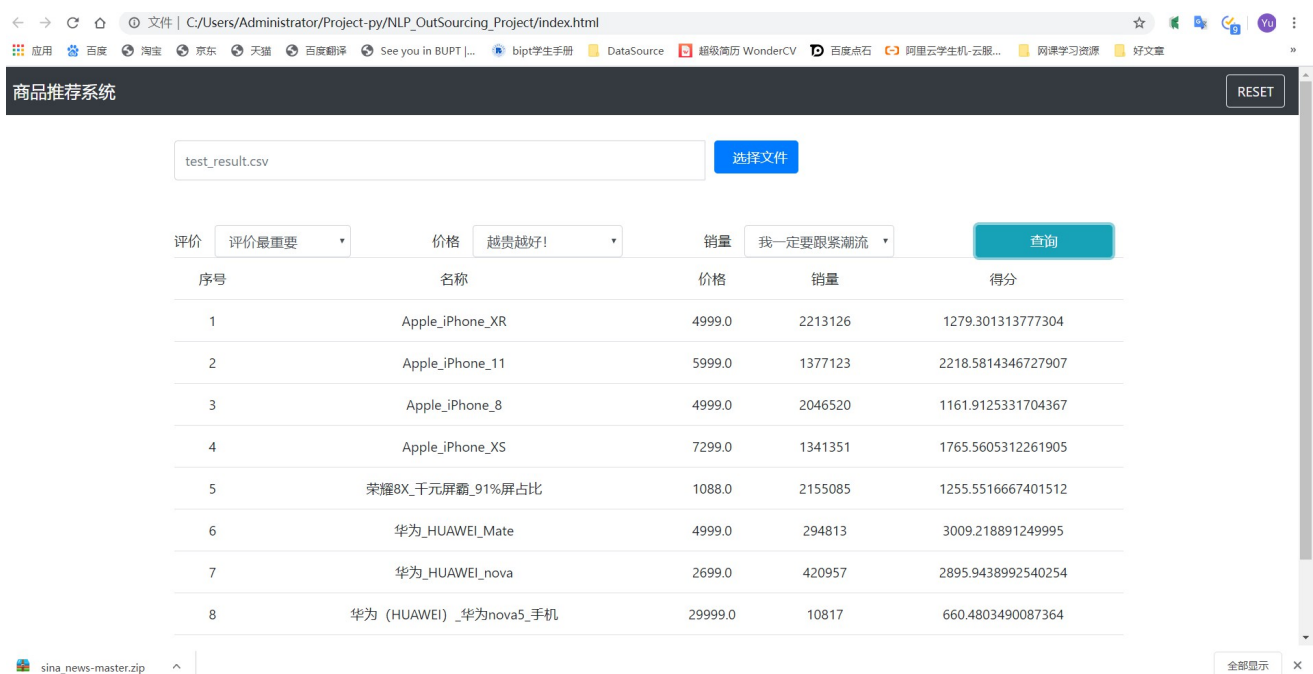 文件 | C:/Users/Administrator/Project-py/NLP_OutSourcing_Project/index.html Yu
应用 百度 淘宝 京东 天猫 百度翻译 See you in BUPT |... bipt学生手册 DataSource 超级简历 WonderCV 百度点石 阿里云学生机-云服... 网课学习资源 好文章 »
商品推荐系统 RESET
test_result.csv 选择文件
评价 评价最重要 价格 越贵越好! 销量 我一定要跟紧潮流 查询
序号 名称 价格 销量 得分
1 Apple_iPhone_XR 4999.0 2213126 1279.301313777304
2 Apple_iPhone_11 5999.0 1377123 2218.5814346727907
3 Apple_iPhone_8 4999.0 2046520 1161.9125331704367
4 Apple_iPhone_XS 7299.0 1341351 1765.5605312261905
5 荣耀8X_千元屏霸_91%屏占比 1088.0 2155085 1255.5516667401512
6 华为_HUAWEI_Mate 4999.0 294813 3009.218891249995
7 华为_HUAWEI_nova 2699.0 420957 2895.9438992540254
8 华为（HUAWEI）_华为nova5_手机 29999.0 10817 660.4803490087364
sina_news-master.zip 全部显示